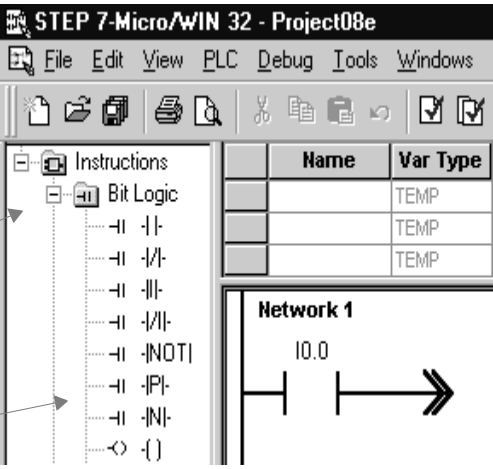 STEP 7-Micro/WIN 32 - Project08e
File Edit View PLC Debug Tools Windows
Instructions
Bit Logic
-| |-
-|/|-
-|I|-
-|/I|-
-|NOT|
-|P|-
-|N|-
-( )
Name Var Type
TEMP
TEMP
TEMP
Network 1
I0.0